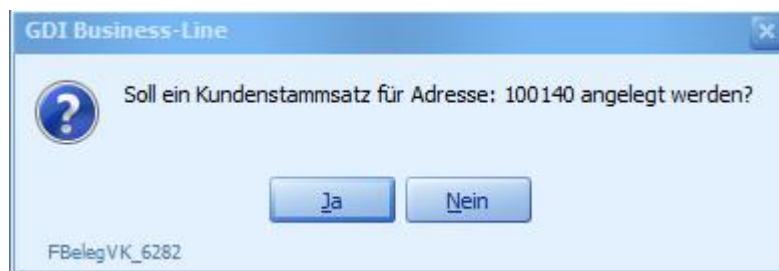 GDI Business-Line
Soll ein Kundenstammsatz für Adresse: 100140 angelegt werden?
Ja
Nein
FBelegVK_6282